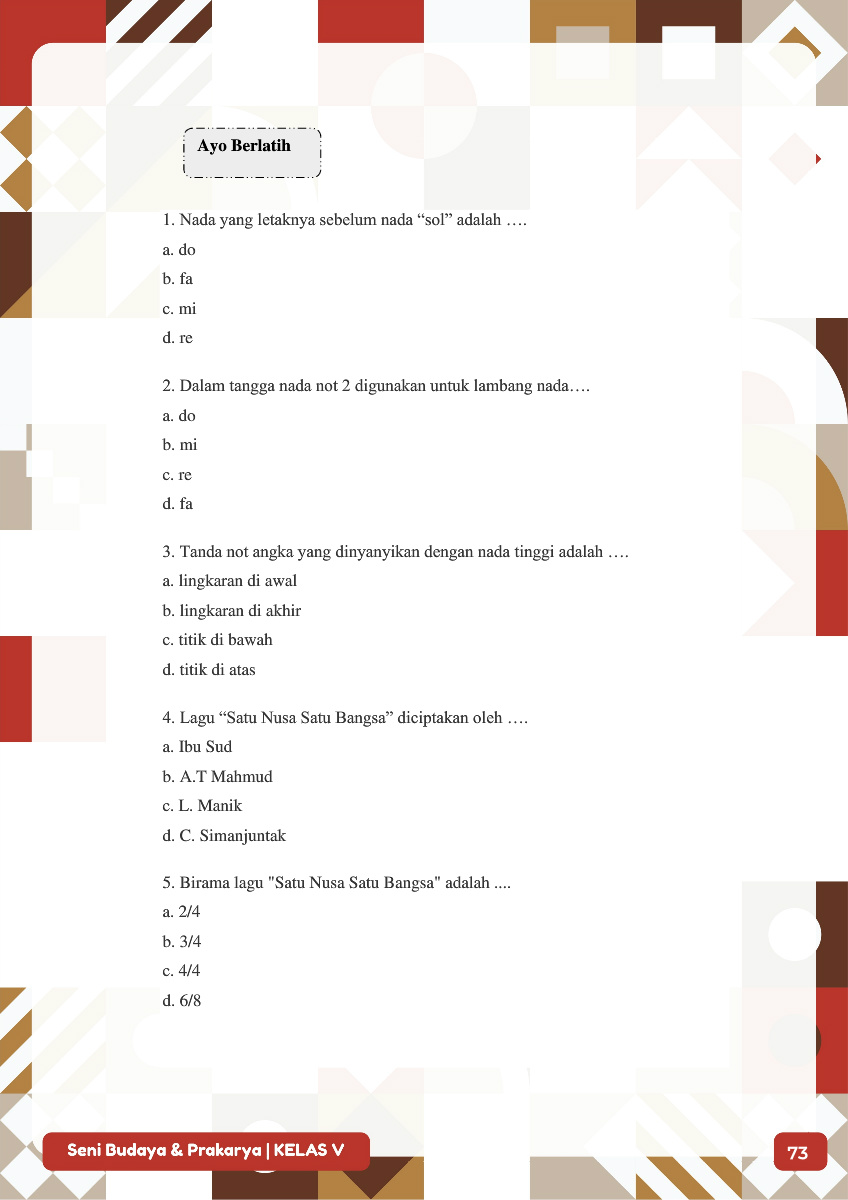 Ayo Berlatih
1. Nada yang letaknya sebelum nada “sol” adalah ….
a. do
b. fa
c. mi
d. re
2. Dalam tangga nada not 2 digunakan untuk lambang nada….
a. do
b. mi
c. re
d. fa
3. Tanda not angka yang dinyanyikan dengan nada tinggi adalah ….
a. lingkaran di awal
b. lingkaran di akhir
c. titik di bawah
d. titik di atas
4. Lagu “Satu Nusa Satu Bangsa” diciptakan oleh ….
a. Ibu Sud
b. A.T Mahmud
c. L. Manik
d. C. Simanjuntak
5. Birama lagu "Satu Nusa Satu Bangsa" adalah ....
a. 2/4
b. 3/4
c. 4/4
d. 6/8
Seni Budaya & Prakarya | KELAS V
73